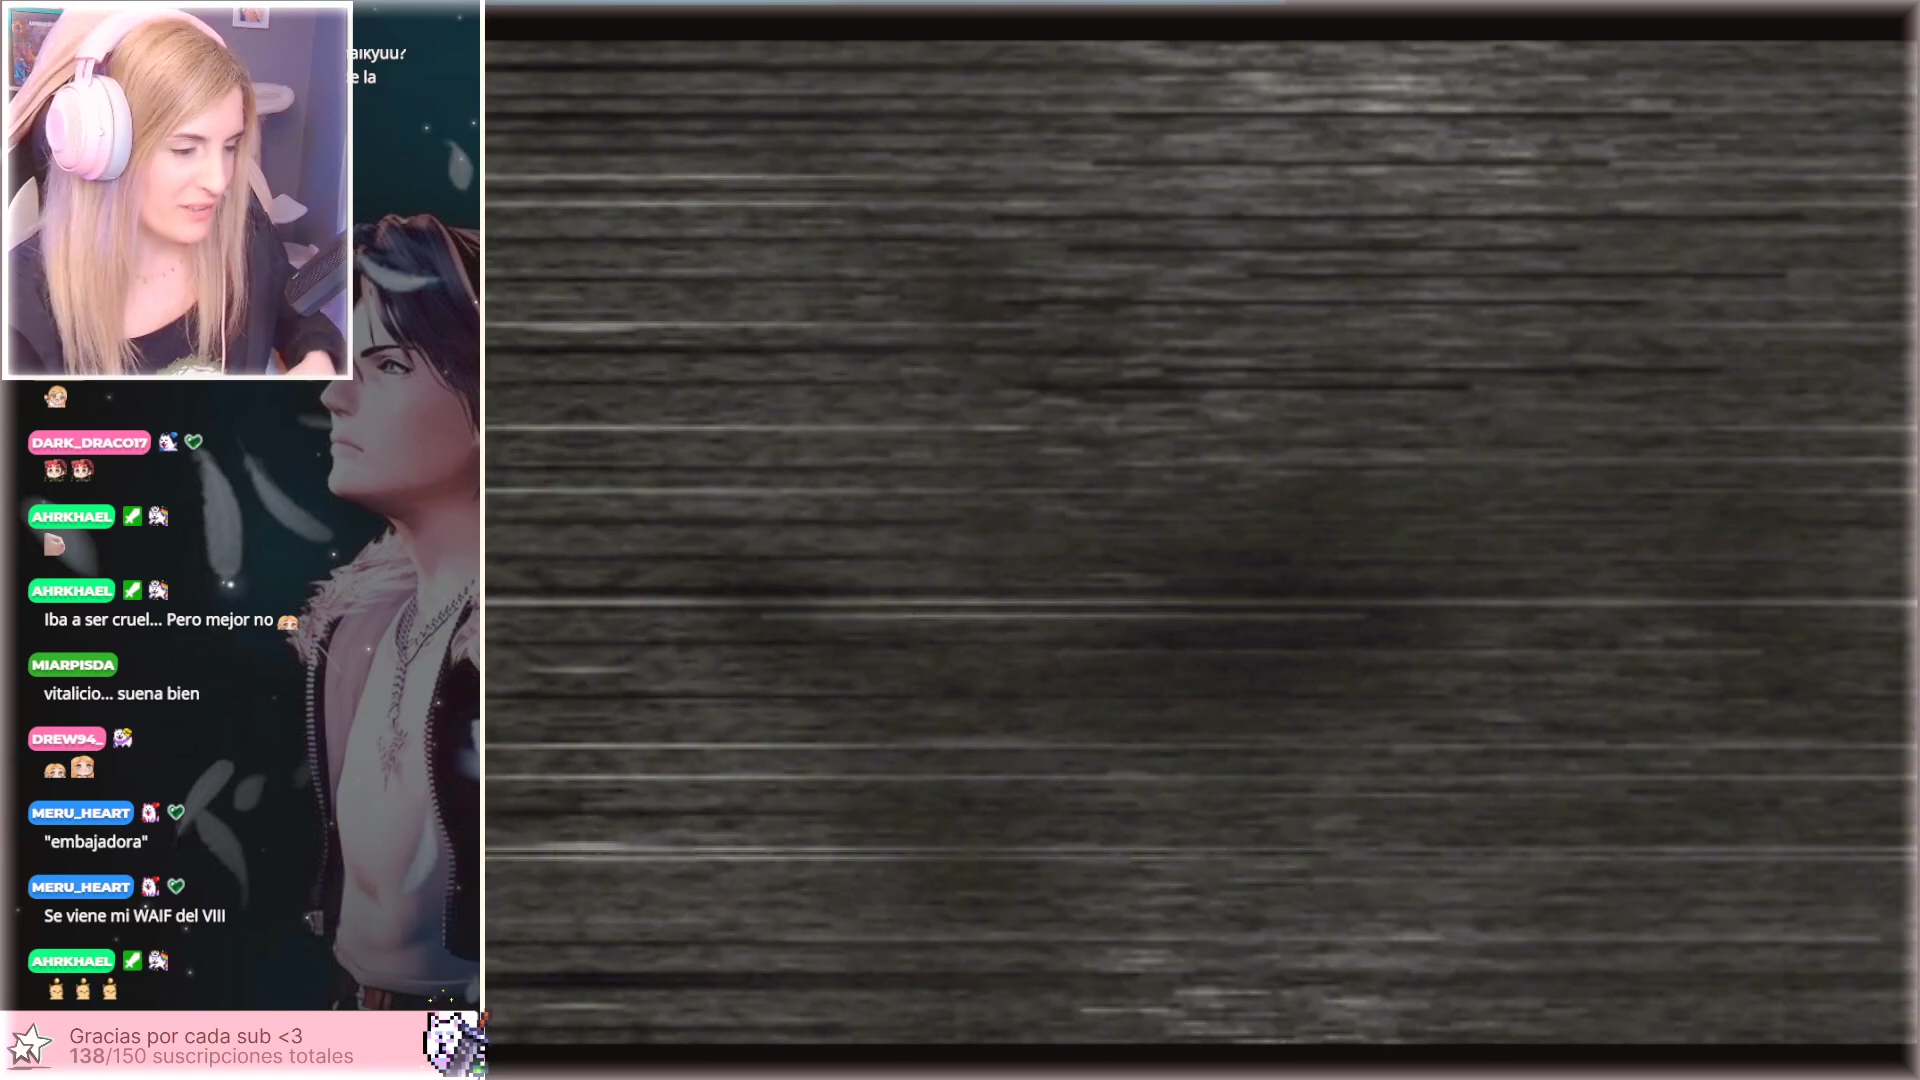 e la
DARK_DRACO17
AHRKHAEL
AHRKHAEL
Iba a ser cruel... Pero mejor no
MIARPISDA
vitalicio... suena bien
DREW94_
MERU_HEART
"embajadora"
MERU_HEART
Se viene mi WAIF del VIII
AHRKHAEL
Gracias por cada sub <3
138/150 suscripciones totales